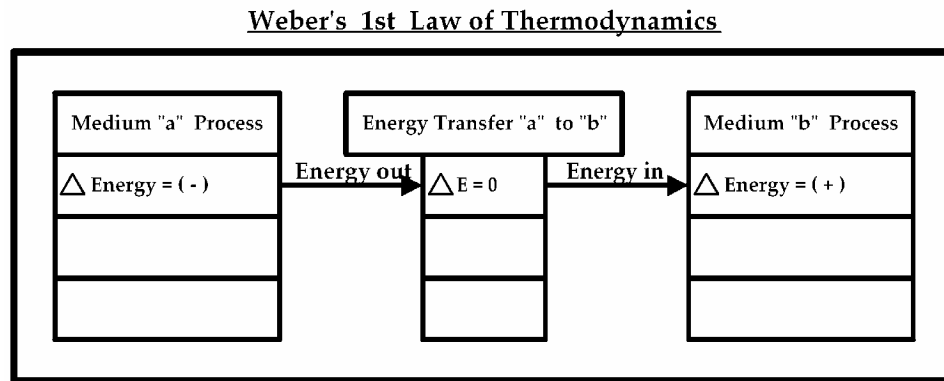 Weber's 1st Law of Thermodynamics
Medium "a" Process
Energy Transfer "a" to "b"
Medium "b" Process
△ Energy = ( - )
Energy out
△ E = 0
Energy in
△ Energy = ( + )